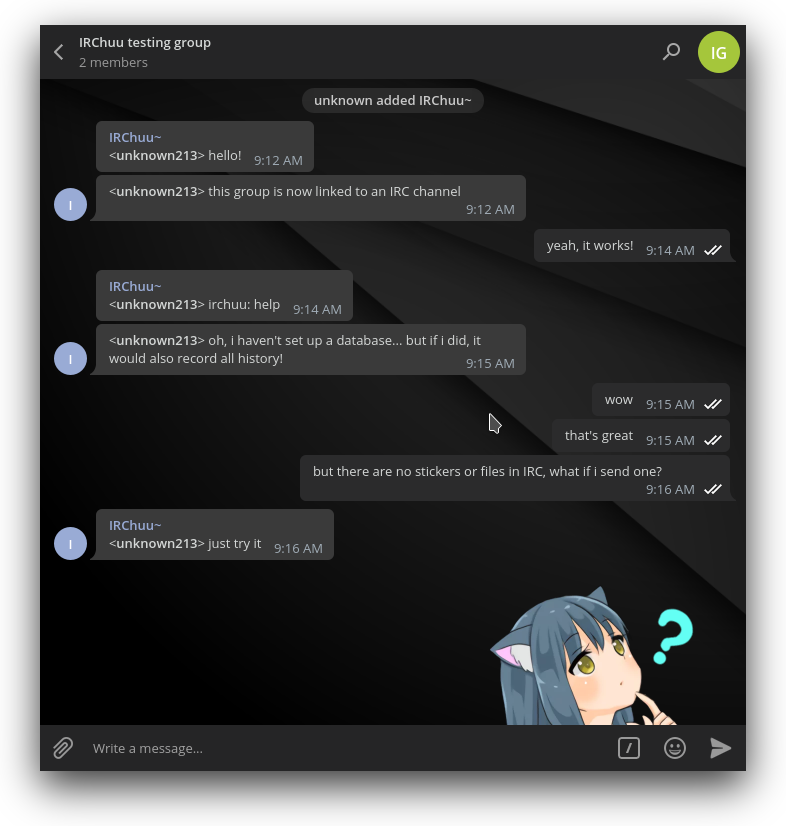 IRChuu testing group
2 members
IG
unknown added IRChuu~
IRChuu~
<unknown213> hello! 9:12 AM
<unknown213> this group is now linked to an IRC channel
9:12 AM
I
yeah, it works! 9:14 AM
IRChuu~
<unknown213> irchuu: help 9:14 AM
<unknown213> oh, i haven't set up a database... but if i did, it
would also record all history! 9:15 AM
I
wow 9:15 AM
that's great 9:15 AM
but there are no stickers or files in IRC, what if i send one?
9:16 AM
IRChuu~
<unknown213> just try it 9:16 AM
I
?
Write a message...
/